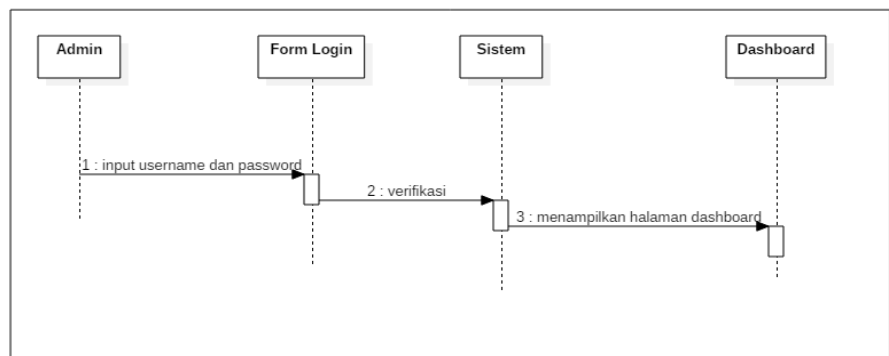 Admin
Form Login
Sistem
Dashboard
1 : input username dan password
2 : verifikasi
3 : menampilkan halaman dashboard